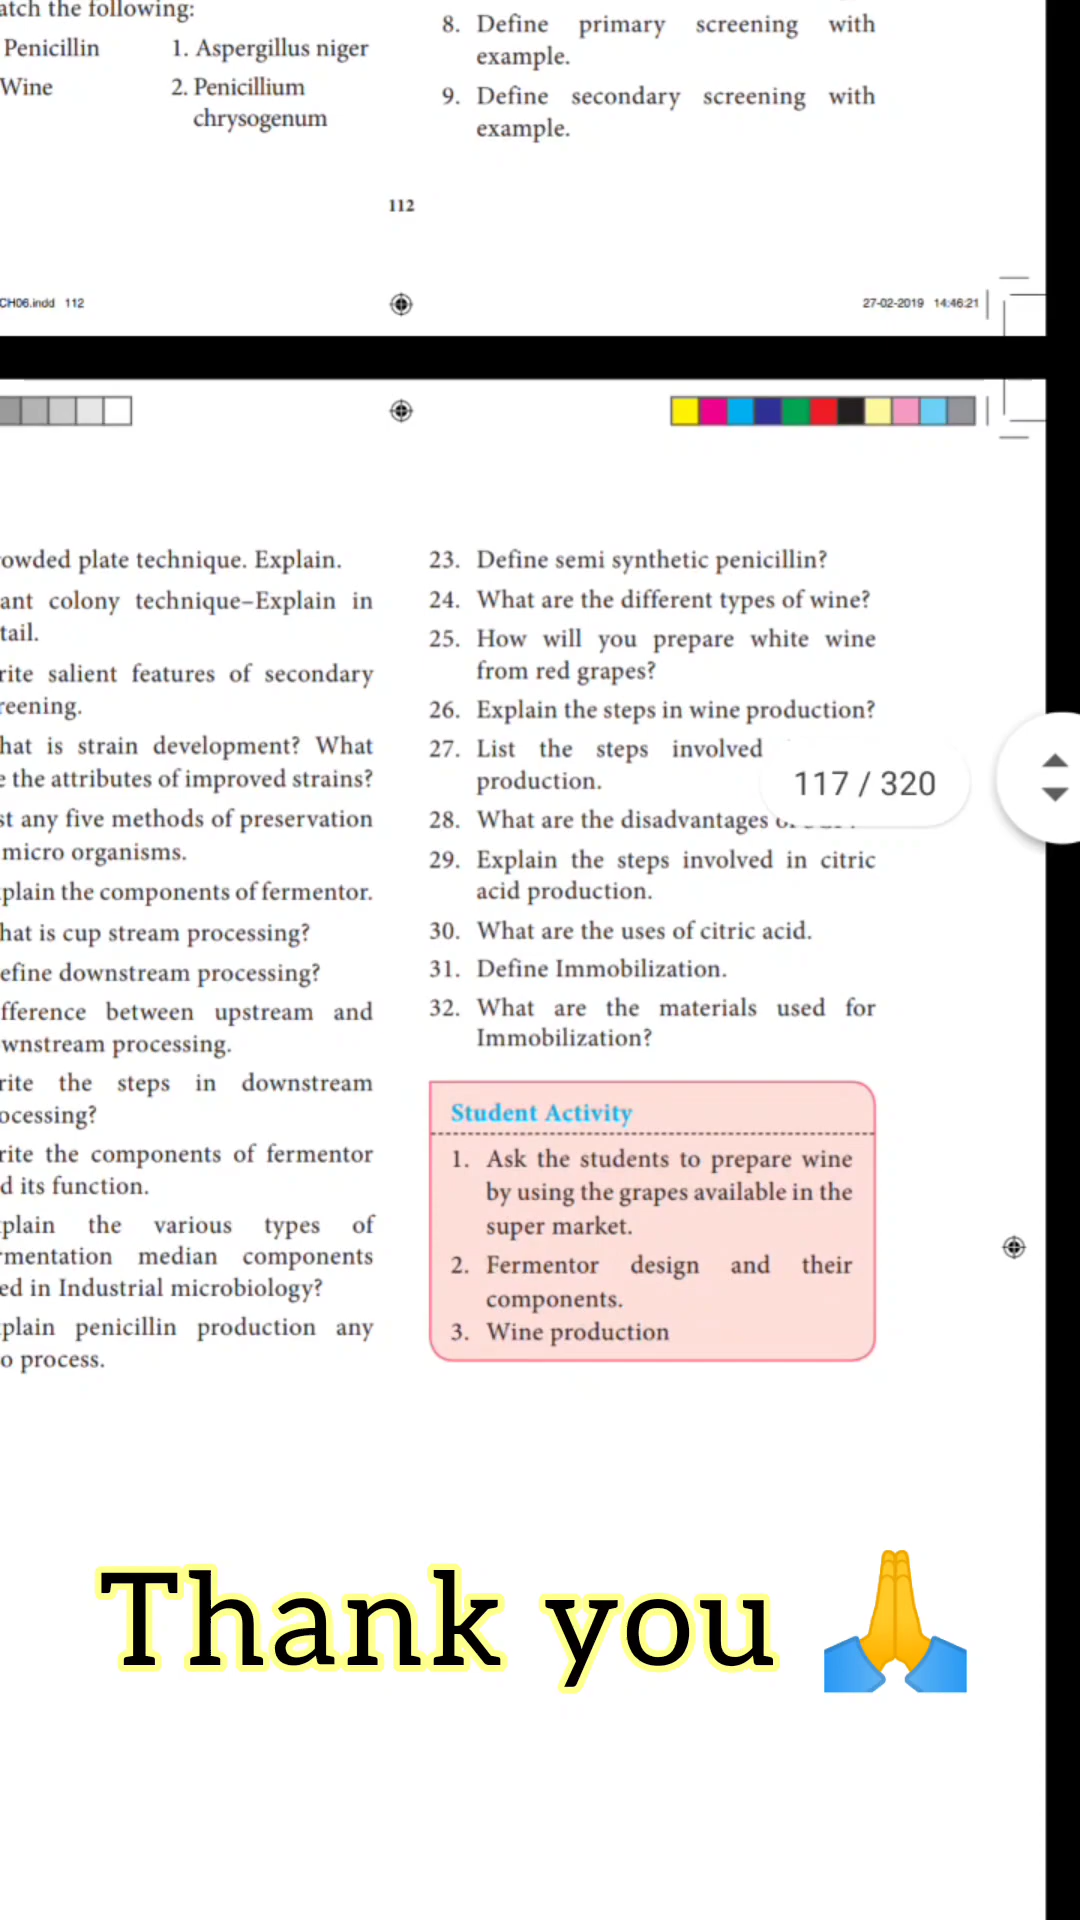 atch the following:
Penicillin 1. Aspergillus niger
Wine 2. Penicillium
chrysogenum
8. Define primary screening with
example.
9. Define secondary screening with
example.
112
CH06.indd 112
27-02-2019 14:46:21
owded plate technique. Explain.
ant colony technique–Explain in
tail.
rite salient features of secondary
reening.
hat is strain development? What
e the attributes of improved strains?
st any five methods of preservation
micro organisms.
plain the components of fermentor.
hat is cup stream processing?
efine downstream processing?
fference between upstream and
wnstream processing.
rite the steps in downstream
ocessing?
rite the components of fermentor
d its function.
plain the various types of
rmentation median components
ed in Industrial microbiology?
plain penicillin production any
o process.
23. Define semi synthetic penicillin?
24. What are the different types of wine?
25. How will you prepare white wine
from red grapes?
26. Explain the steps in wine production?
27. List the steps involved
production.
117 / 320
28. What are the disadvantages
29. Explain the steps involved in citric
acid production.
30. What are the uses of citric acid.
31. Define Immobilization.
32. What are the materials used for
Immobilization?
Student Activity
1. Ask the students to prepare wine
by using the grapes available in the
super market.
2. Fermentor design and their
components.
3. Wine production
Thank you